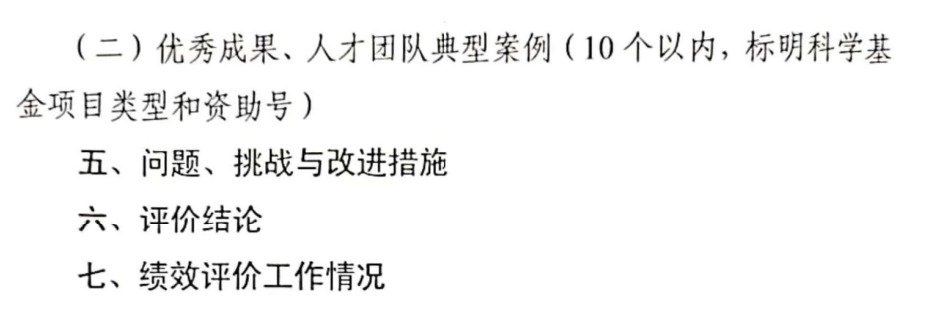 （二）优秀成果、人才团队典型案例（10 个以内，标明科学基
金项目类型和资助号）
五、问题、挑战与改进措施
六、评价结论
七、绩效评价工作情况